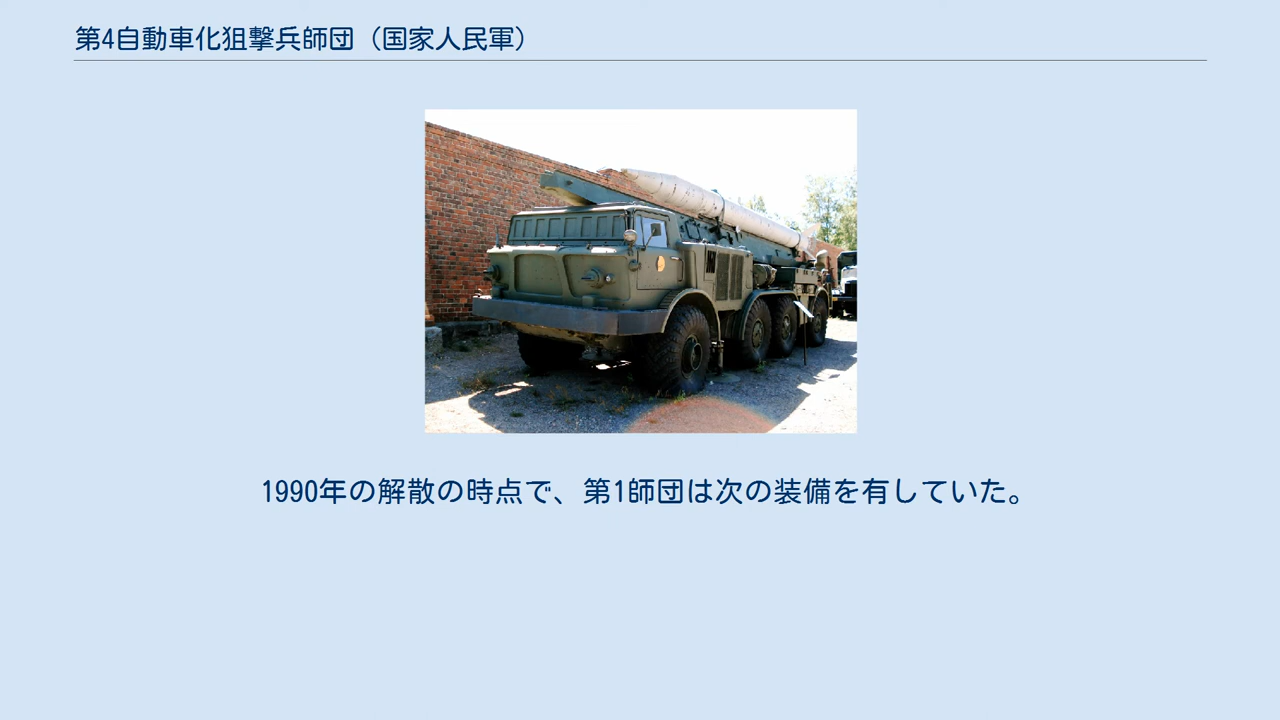 第4自動車化狙撃兵師団（国家人民軍）
1990年の解散の時点で、第1師団は次の装備を有していた。